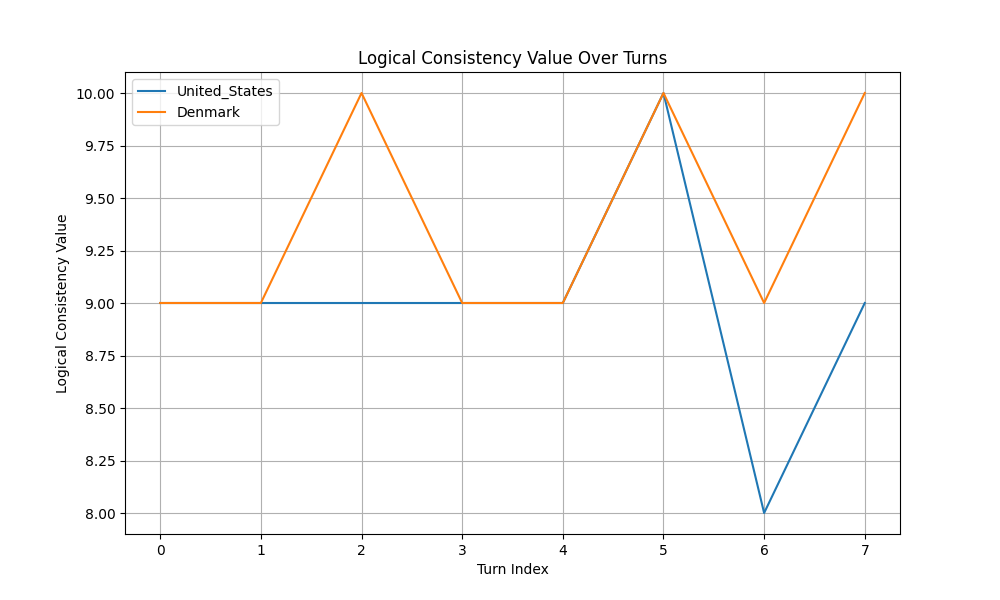 Logical Consistency Value Over Turns
United_States
Denmark
Logical Consistency Value
10.00
9.75
9.50
9.25
9.00
8.75
8.50
8.25
8.00
0 1 2 3 4 5 6 7
Turn Index